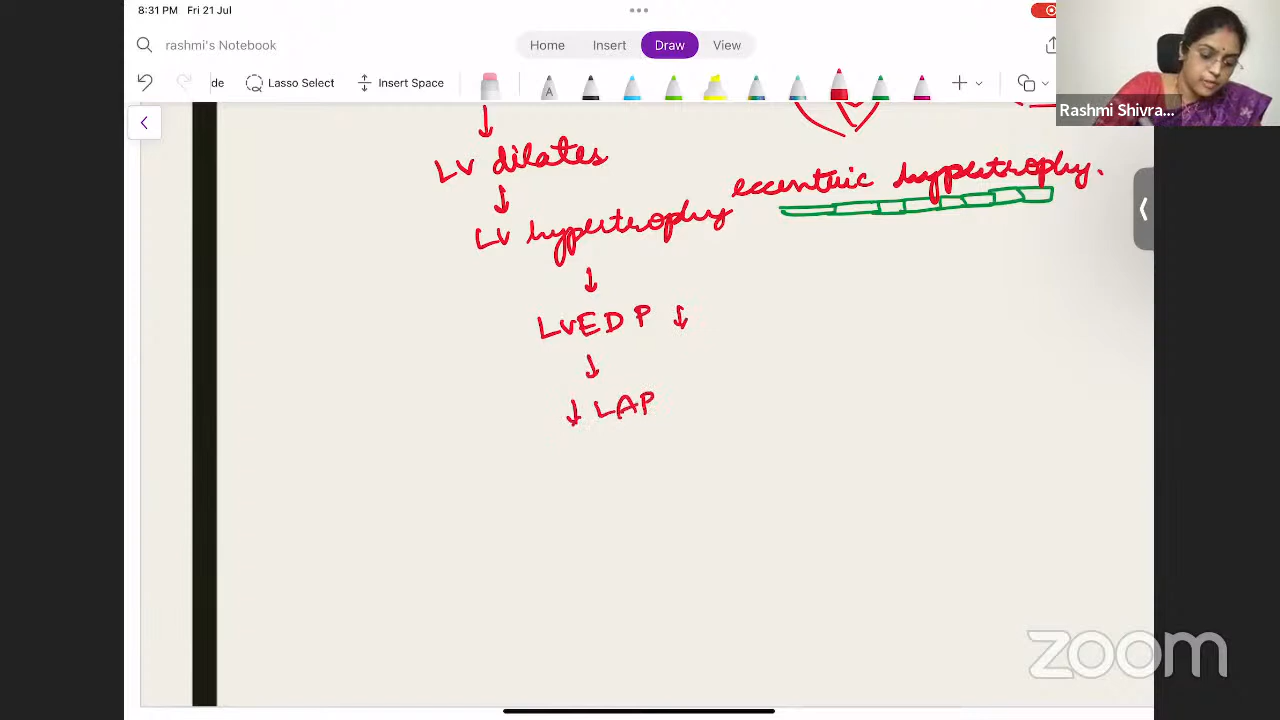 8:31 PM Fri 21 Jul
rashmi's Notebook
Home Insert Draw View
de Lasso Select Insert Space
A
Rashmi Shivra...
↓
LV dilates
↓
eccentric hypertrophy.
LV hypertrophy
↓
LVEDP ↓
↓
↓ LAP
zoom